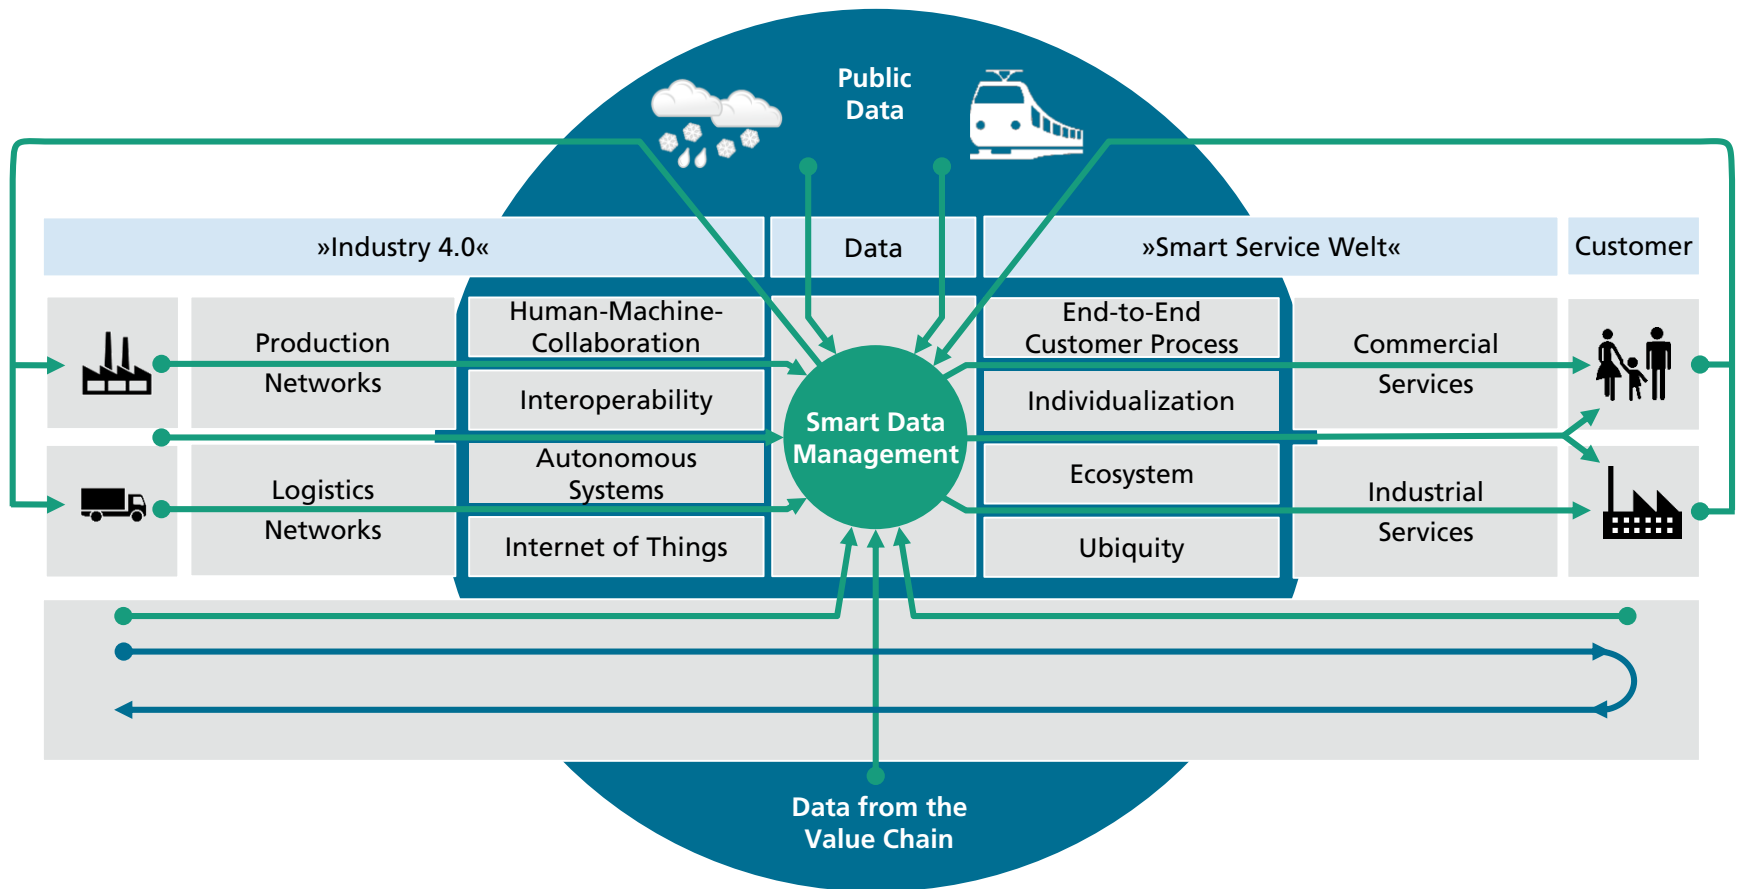 Public
Data
»Industry 4.0«
Data
»Smart Service Welt«
Customer
Production
Networks
Human-Machine-
Collaboration
Interoperability
End-to-End
Customer Process
Individualization
Commercial
Services
Smart Data
Management
Logistics
Networks
Autonomous
Systems
Internet of Things
Ecosystem
Ubiquity
Industrial
Services
Data from the
Value Chain